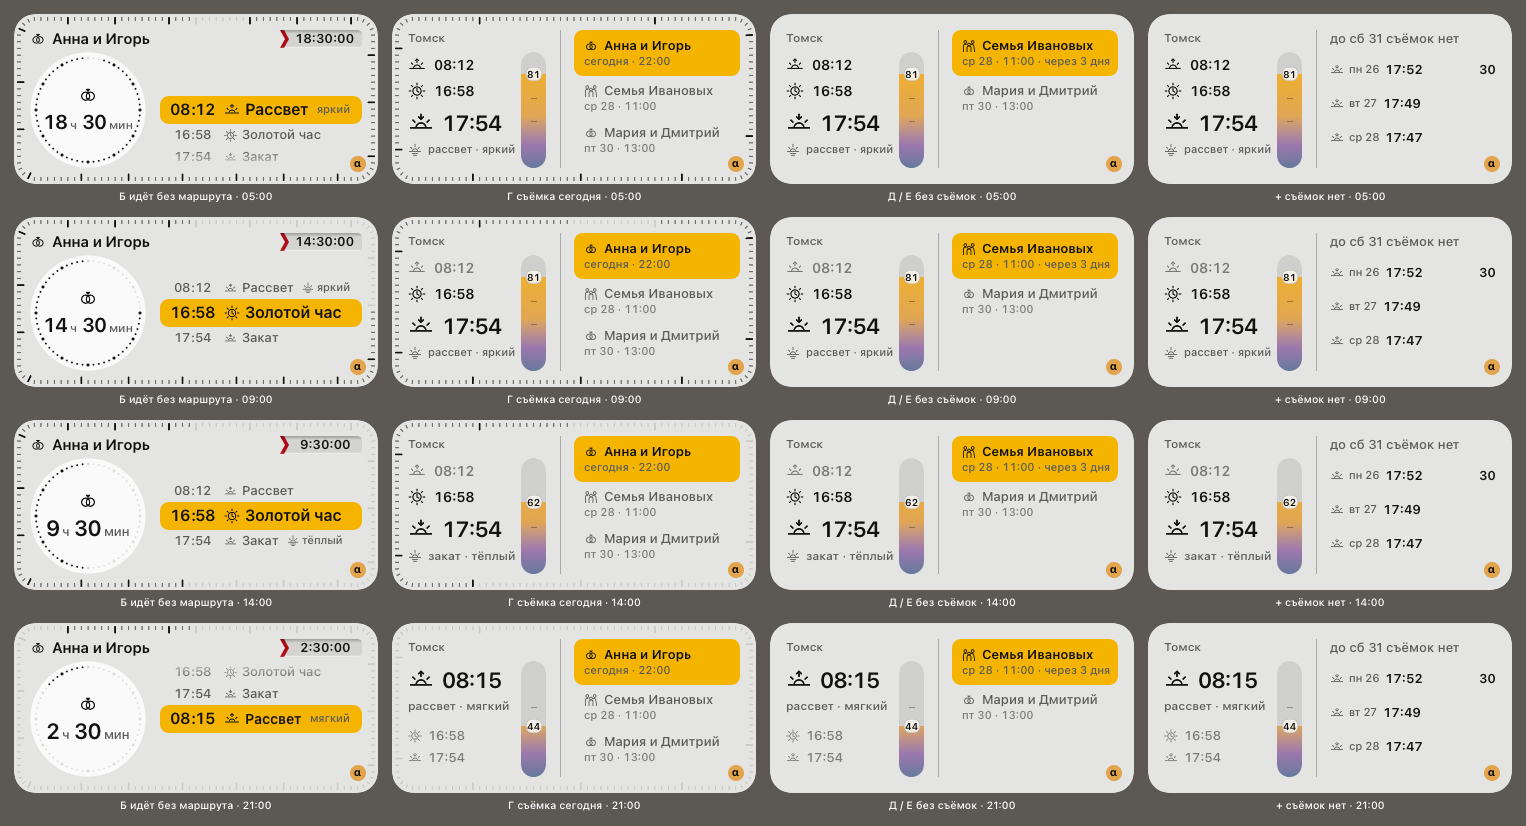 Анна и Игорь
18:30:00
18 ч 30 мин
08:12 Рассвет яркий
16:58 Золотой час
17:54 Закат
α
Б идёт без маршрута · 05:00
Томск
08:12
16:58
17:54
рассвет · яркий
81
Анна и Игорь
сегодня · 22:00
Семья Ивановых
ср 28 · 11:00
Мария и Дмитрий
пт 30 · 13:00
α
Г съёмка сегодня · 05:00
Томск
08:12
16:58
17:54
рассвет · яркий
81
Семья Ивановых
ср 28 · 11:00 · через 3 дня
Мария и Дмитрий
пт 30 · 13:00
α
Д / Е без съёмок · 05:00
Томск
08:12
16:58
17:54
рассвет · яркий
81
до сб 31 съёмок нет
пн 26 17:52 30
вт 27 17:49
ср 28 17:47
α
+ съёмок нет · 05:00
Анна и Игорь
14:30:00
14 ч 30 мин
08:12 Рассвет яркий
16:58 Золотой час
17:54 Закат
α
Б идёт без маршрута · 09:00
Томск
08:12
16:58
17:54
рассвет · яркий
81
Анна и Игорь
сегодня · 22:00
Семья Ивановых
ср 28 · 11:00
Мария и Дмитрий
пт 30 · 13:00
α
Г съёмка сегодня · 09:00
Томск
08:12
16:58
17:54
рассвет · яркий
81
Семья Ивановых
ср 28 · 11:00 · через 3 дня
Мария и Дмитрий
пт 30 · 13:00
α
Д / Е без съёмок · 09:00
Томск
08:12
16:58
17:54
рассвет · яркий
81
до сб 31 съёмок нет
пн 26 17:52 30
вт 27 17:49
ср 28 17:47
α
+ съёмок нет · 09:00
Анна и Игорь
9:30:00
9 ч 30 мин
08:12 Рассвет
16:58 Золотой час
17:54 Закат тёплый
α
Б идёт без маршрута · 14:00
Томск
08:12
16:58
17:54
закат · тёплый
62
Анна и Игорь
сегодня · 22:00
Семья Ивановых
ср 28 · 11:00
Мария и Дмитрий
пт 30 · 13:00
α
Г съёмка сегодня · 14:00
Томск
08:12
16:58
17:54
закат · тёплый
62
Семья Ивановых
ср 28 · 11:00 · через 3 дня
Мария и Дмитрий
пт 30 · 13:00
α
Д / Е без съёмок · 14:00
Томск
08:12
16:58
17:54
закат · тёплый
62
до сб 31 съёмок нет
пн 26 17:52 30
вт 27 17:49
ср 28 17:47
α
+ съёмок нет · 14:00
Анна и Игорь
2:30:00
2 ч 30 мин
16:58 Золотой час
17:54 Закат
08:15 Рассвет мягкий
α
Б идёт без маршрута · 21:00
Томск
08:15
рассвет · мягкий
16:58
17:54
44
Анна и Игорь
сегодня · 22:00
Семья Ивановых
ср 28 · 11:00
Мария и Дмитрий
пт 30 · 13:00
α
Г съёмка сегодня · 21:00
Томск
08:15
рассвет · мягкий
16:58
17:54
44
Семья Ивановых
ср 28 · 11:00 · через 3 дня
Мария и Дмитрий
пт 30 · 13:00
α
Д / Е без съёмок · 21:00
Томск
08:15
рассвет · мягкий
16:58
17:54
44
до сб 31 съёмок нет
пн 26 17:52 30
вт 27 17:49
ср 28 17:47
α
+ съёмок нет · 21:00